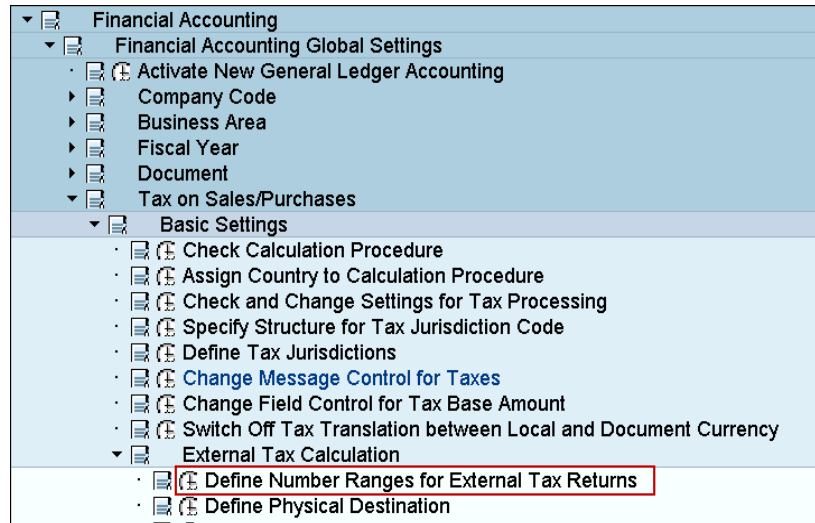 Financial Accounting
Financial Accounting Global Settings
Activate New General Ledger Accounting
Company Code
Business Area
Fiscal Year
Document
Tax on Sales/Purchases
Basic Settings
Check Calculation Procedure
Assign Country to Calculation Procedure
Check and Change Settings for Tax Processing
Specify Structure for Tax Jurisdiction Code
Define Tax Jurisdictions
Change Message Control for Taxes
Change Field Control for Tax Base Amount
Switch Off Tax Translation between Local and Document Currency
External Tax Calculation
Define Number Ranges for External Tax Returns
Define Physical Destination